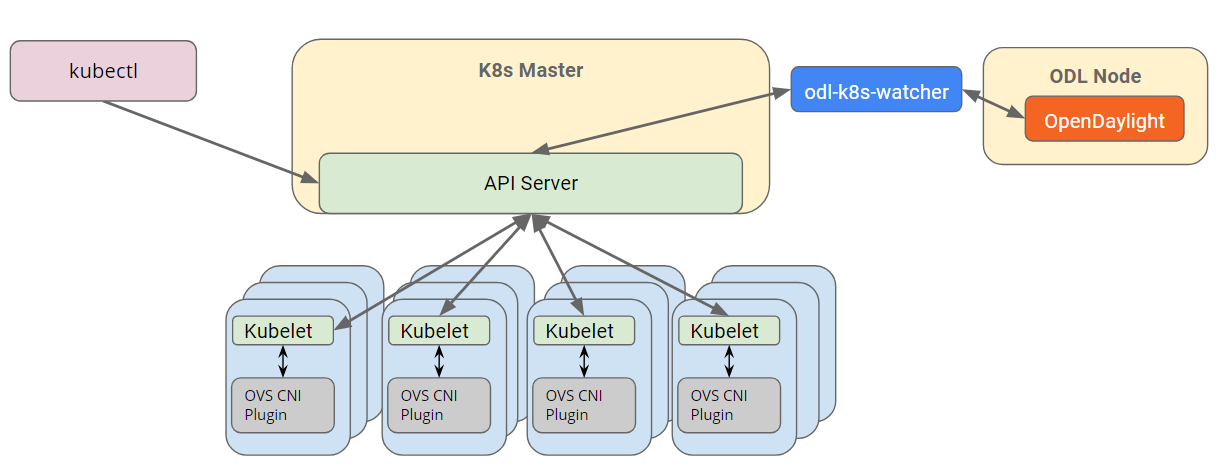 kubectl
K8s Master
odl-k8s-watcher
ODL Node
OpenDaylight
API Server
Kubelet
Kubelet
Kubelet
Kubelet
OVS CNI
Plugin
OVS CNI
Plugin
OVS CNI
Plugin
OVS CNI
Plugin